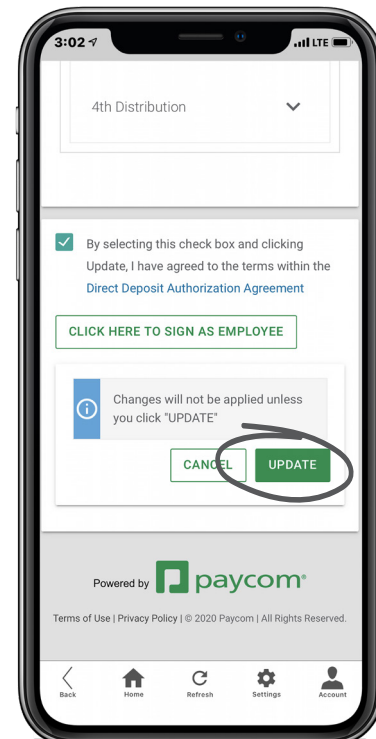 3:02 LTE
4th Distribution
By selecting this check box and clicking
Update, I have agreed to the terms within the
Direct Deposit Authorization Agreement
CLICK HERE TO SIGN AS EMPLOYEE
Changes will not be applied unless
you click "UPDATE"
CANCEL UPDATE
Powered by paycom®
Terms of Use | Privacy Policy | © 2020 Paycom | All Rights Reserved.
Back Home Refresh Settings Account